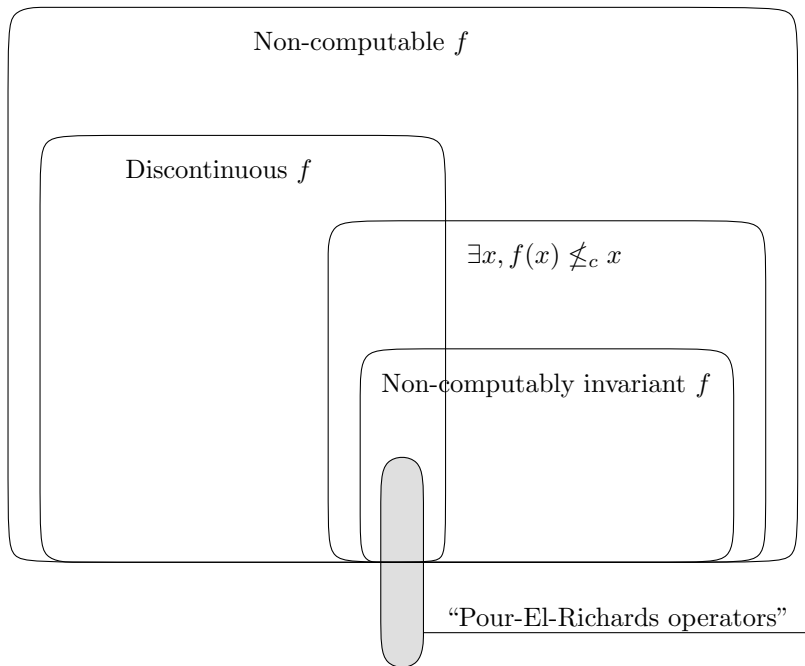 Non-computable f
Discontinuous f
∃x, f(x) ≰_c x
Non-computably invariant f
“Pour-El-Richards operators”